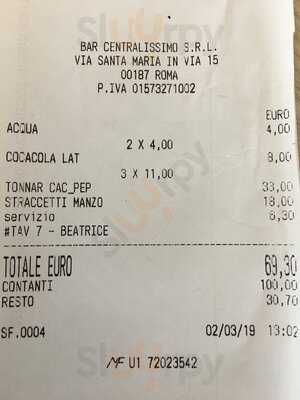 BAR CENTRALISSIMO S.R.L.
VIA SANTA MARIA IN VIA 15
00187 ROMA
P.IVA 01573271002
EURO
ACQUA 4,00
2 X 4,00
COCACOLA LAT 8,00
3 X 11,00
TONNAR CAC_PEP 33,00
STRACCETTI MANZO 18,00
servizio 6,30
#TAV 7 - BEATRICE
TOTALE EURO 69,30
CONTANTI 100,00
RESTO 30,70
SF.0004 02/03/19 13:02
MF U1 72023542
Sluurpy